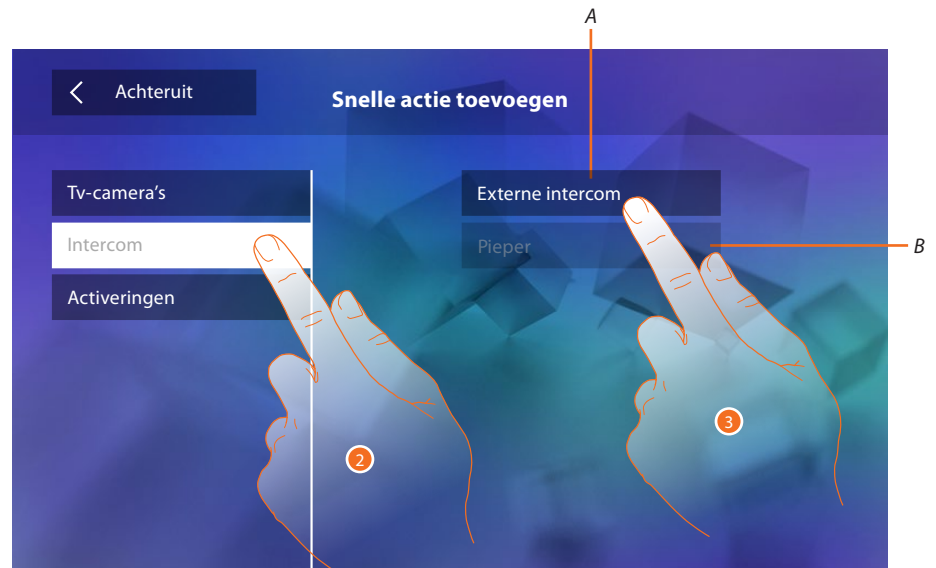 A
Achteruit
Snelle actie toevoegen
Tv-camera's
Externe intercom
Intercom
Pieper
B
Activeringen
3
2